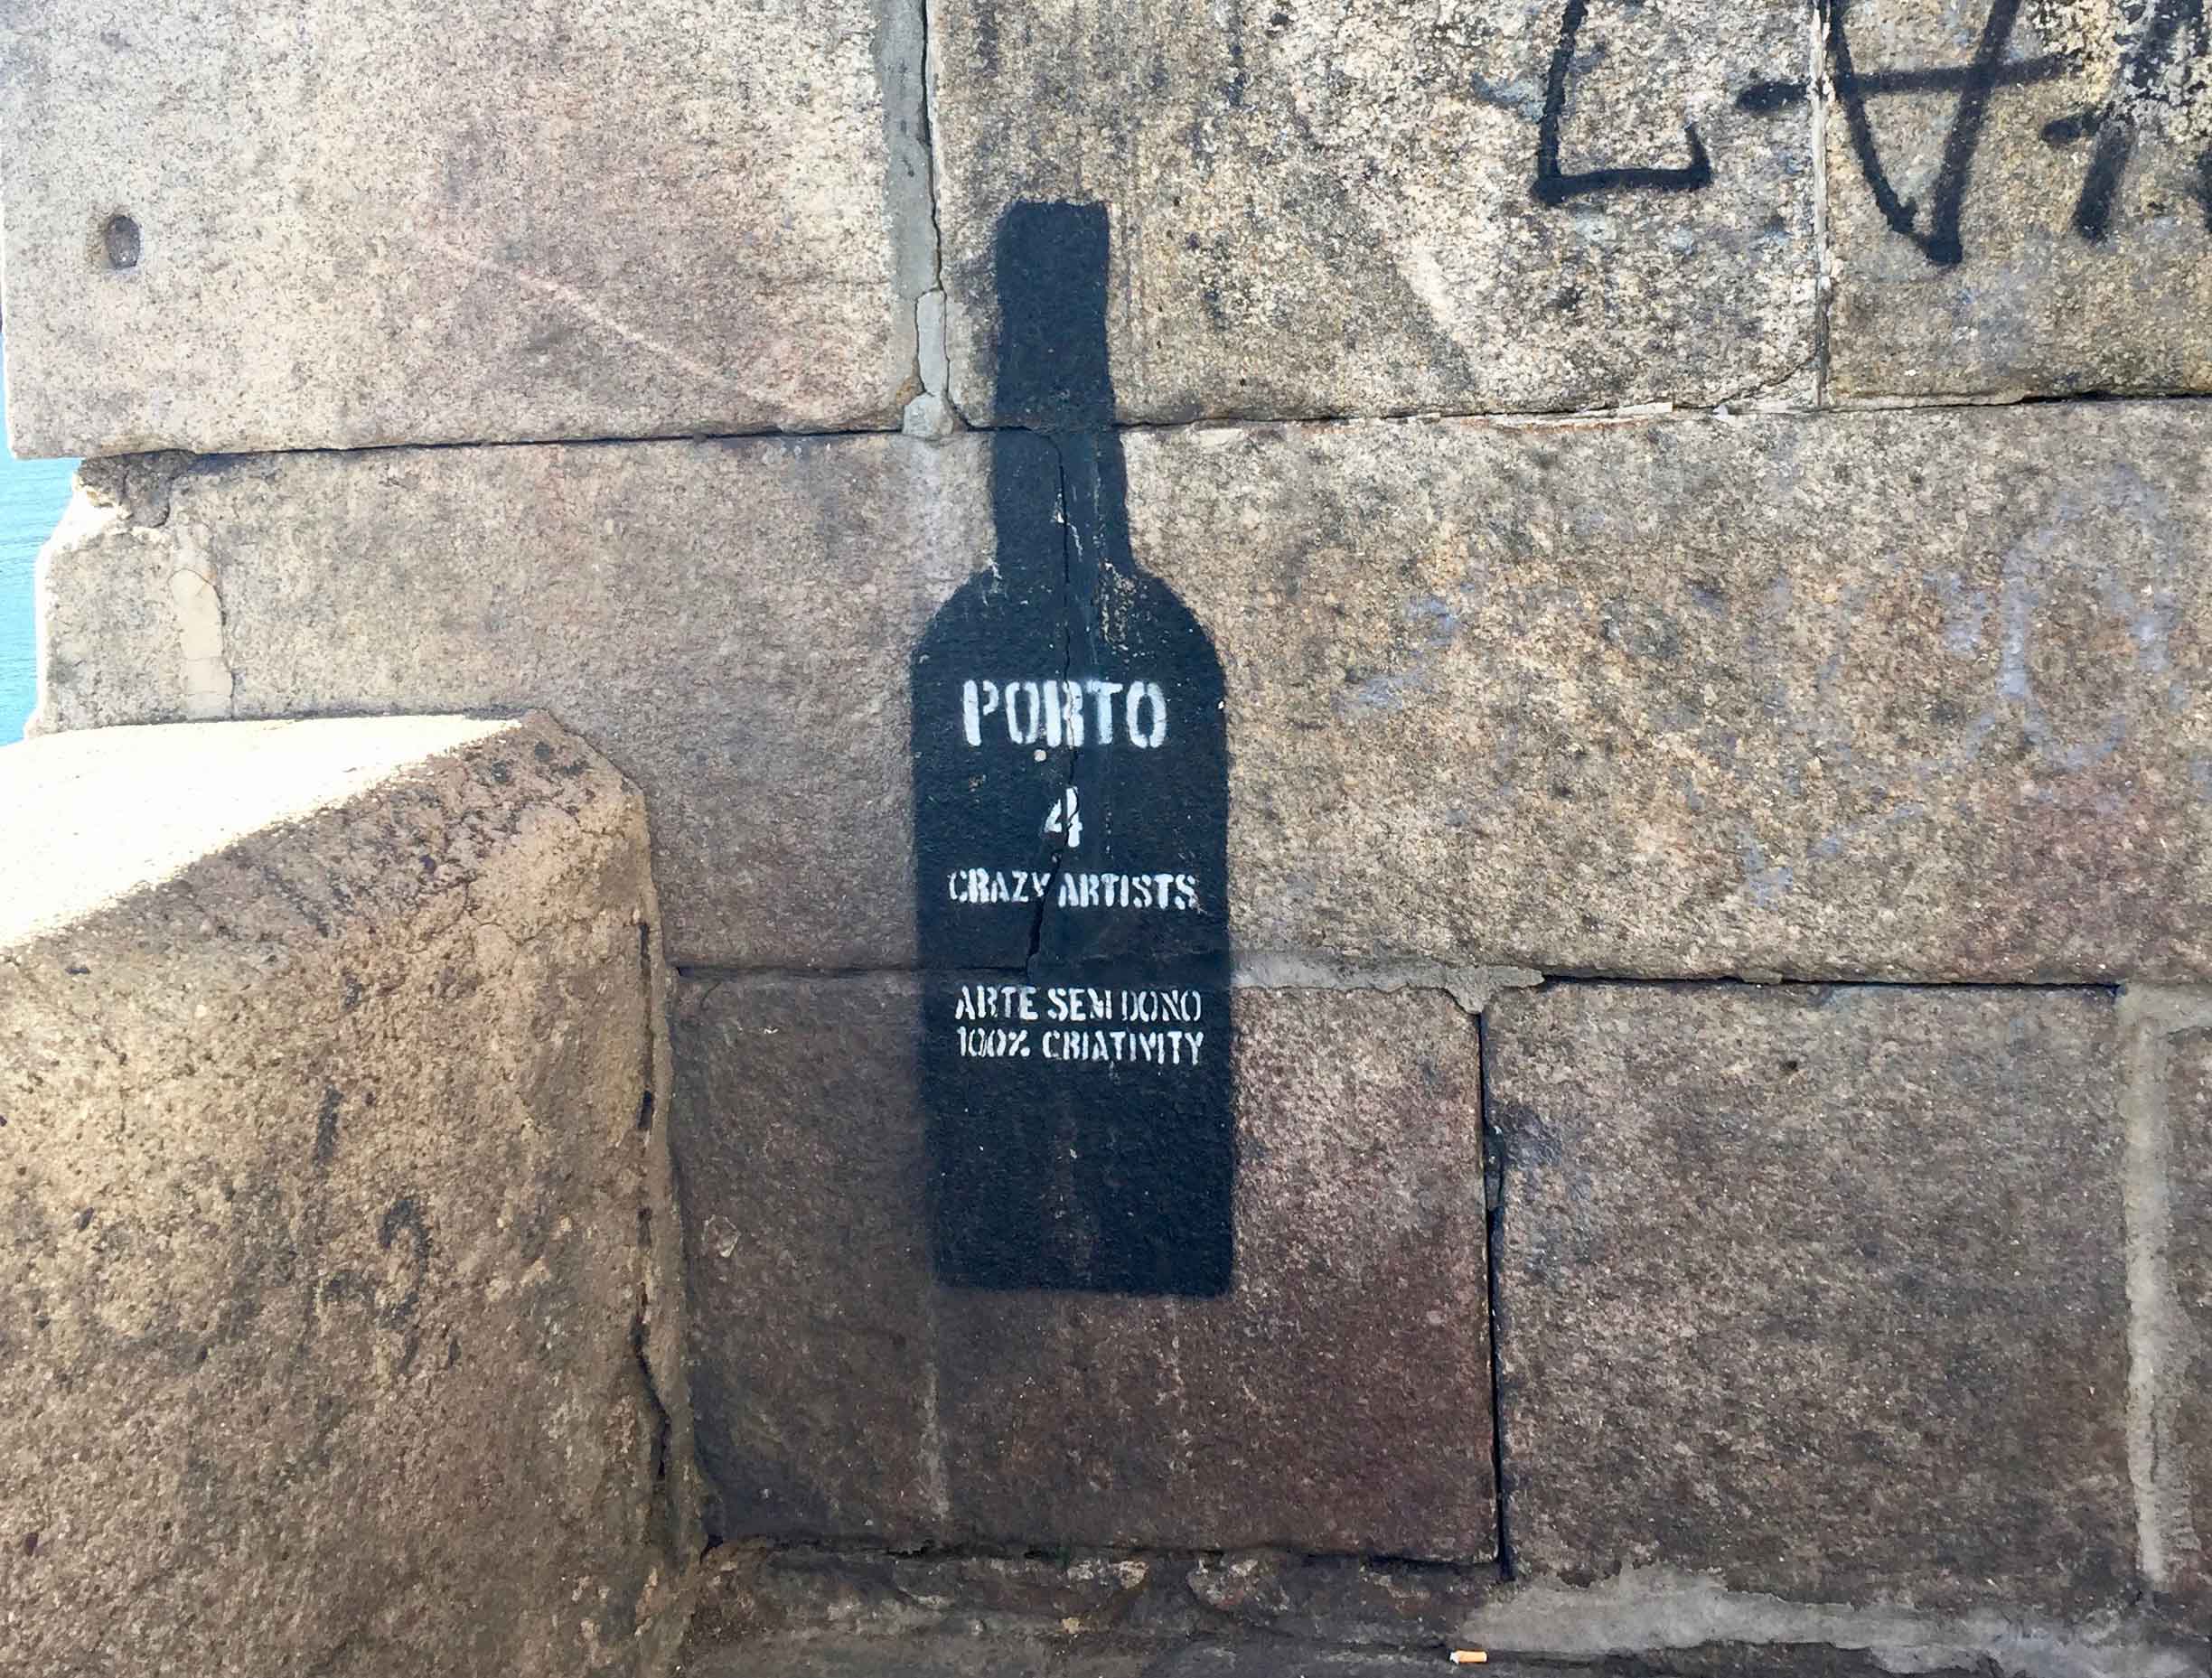 PORTO
4
CRAZY ARTISTS
ARTE SEM DONO
100% CRIATIVITY